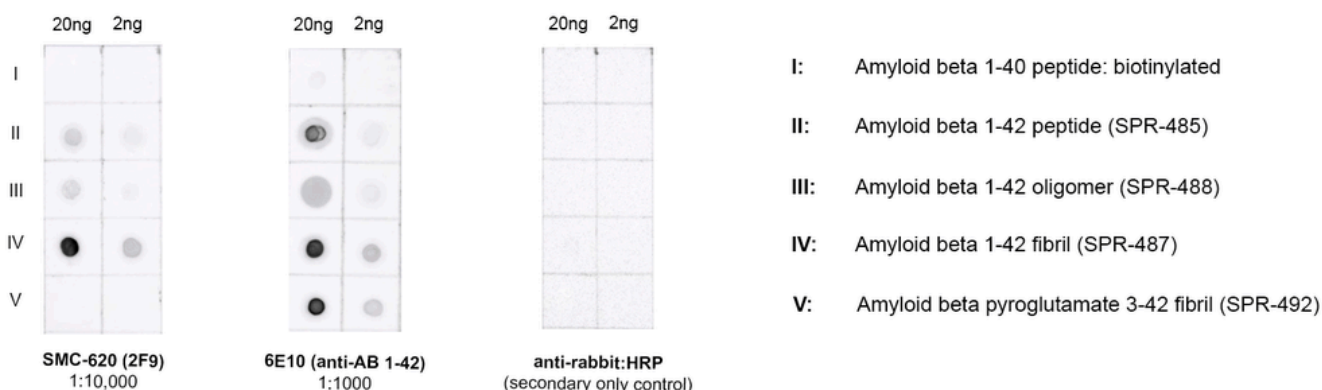 20ng 2ng
20ng 2ng
20ng 2ng
I
II
III
IV
V
I: Amyloid beta 1-40 peptide: biotinylated
II: Amyloid beta 1-42 peptide (SPR-485)
III: Amyloid beta 1-42 oligomer (SPR-488)
IV: Amyloid beta 1-42 fibril (SPR-487)
V: Amyloid beta pyroglutamate 3-42 fibril (SPR-492)
SMC-620 (2F9)
1:10,000
6E10 (anti-AB 1-42)
1:1000
anti-rabbit:HRP
(secondary only control)